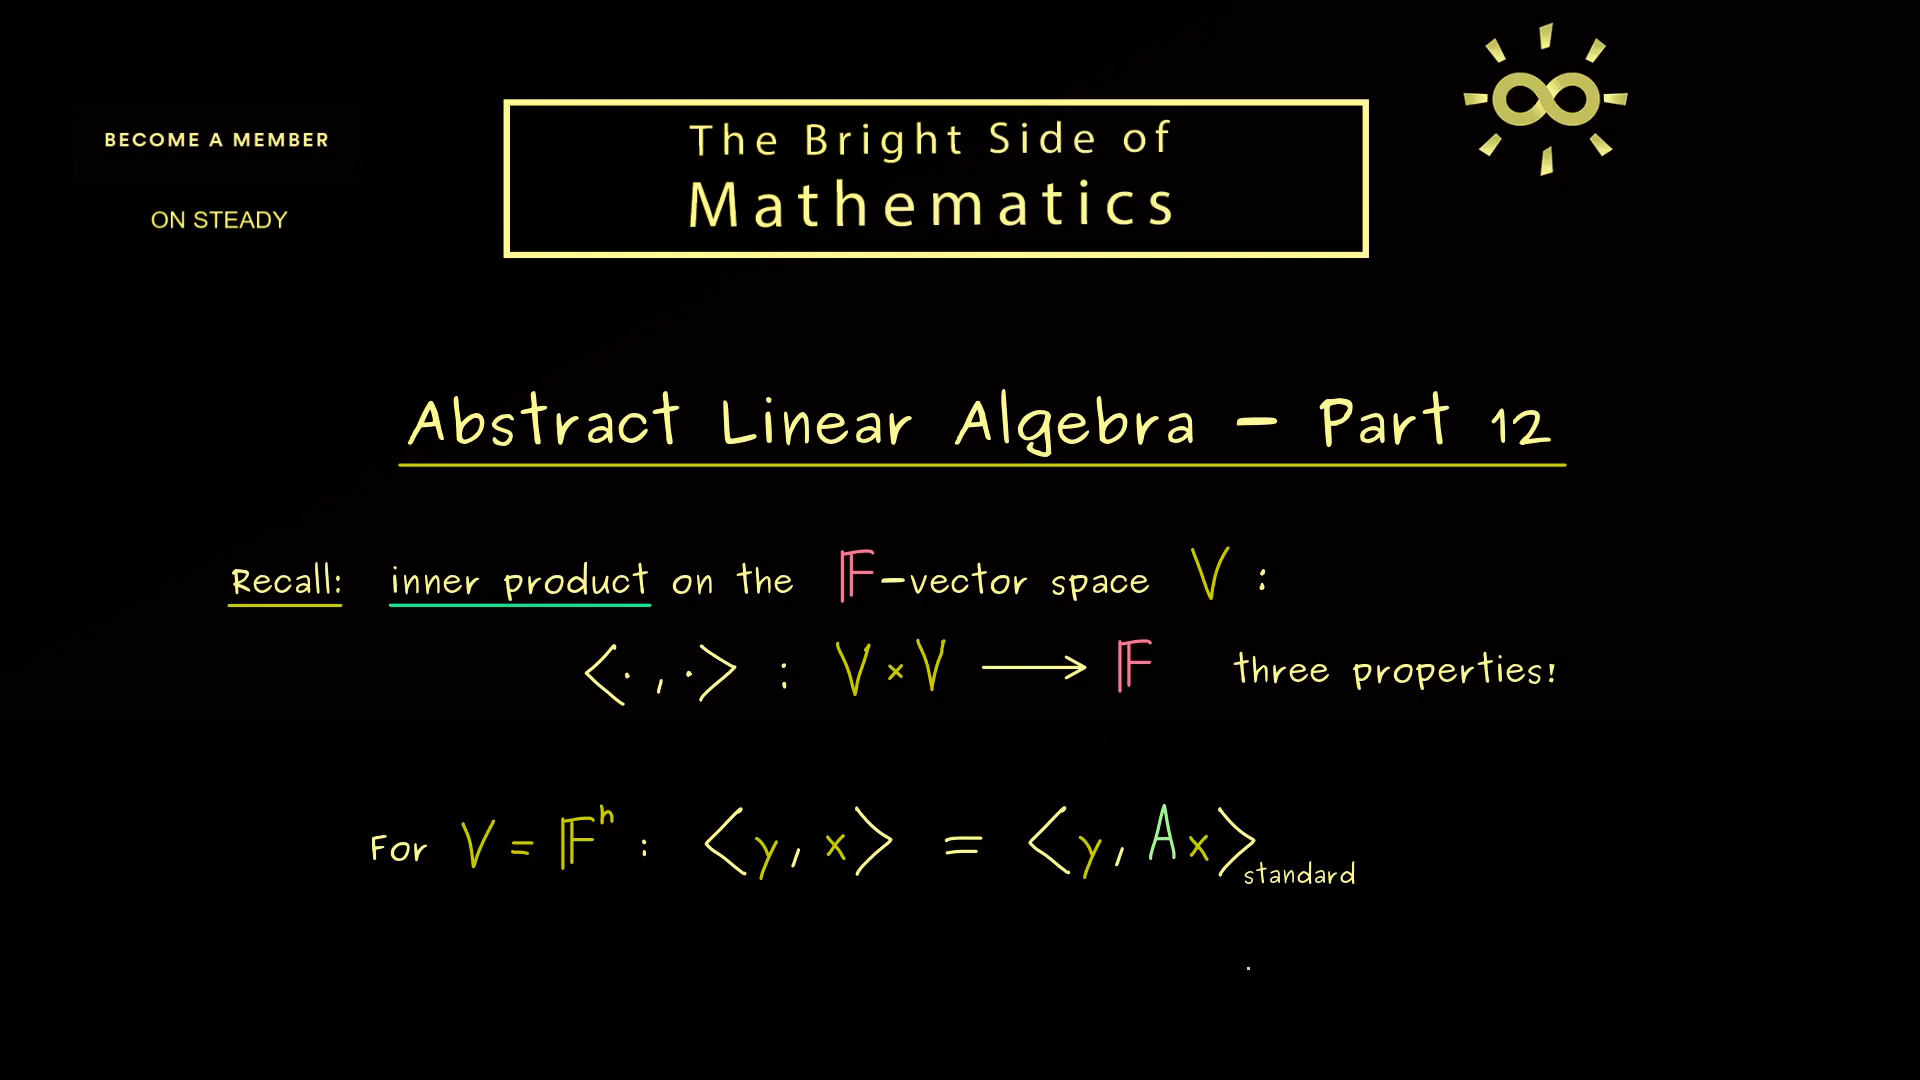 BECOME A MEMBER
ON STEADY
The Bright Side of
Mathematics
Abstract Linear Algebra – Part 12
Recall: inner product on the 𝔽-vector space V :
<· , ·> : V × V ⟶ 𝔽 three properties!
For V = 𝔽ⁿ : <y, x> = <y, Ax>standard